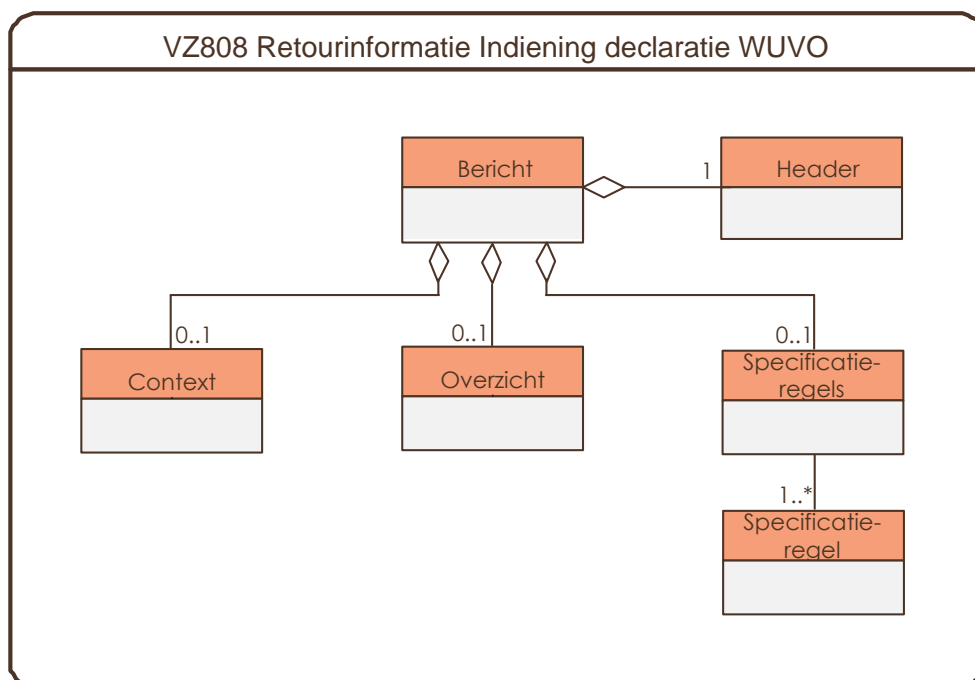 VZ808 Retourinformatie Indiening declaratie WUVO
Bericht
1
Header
0..1
0..1
0..1
Context
Overzicht
Specificatie-
regels
1..*
Specificatie-
regel